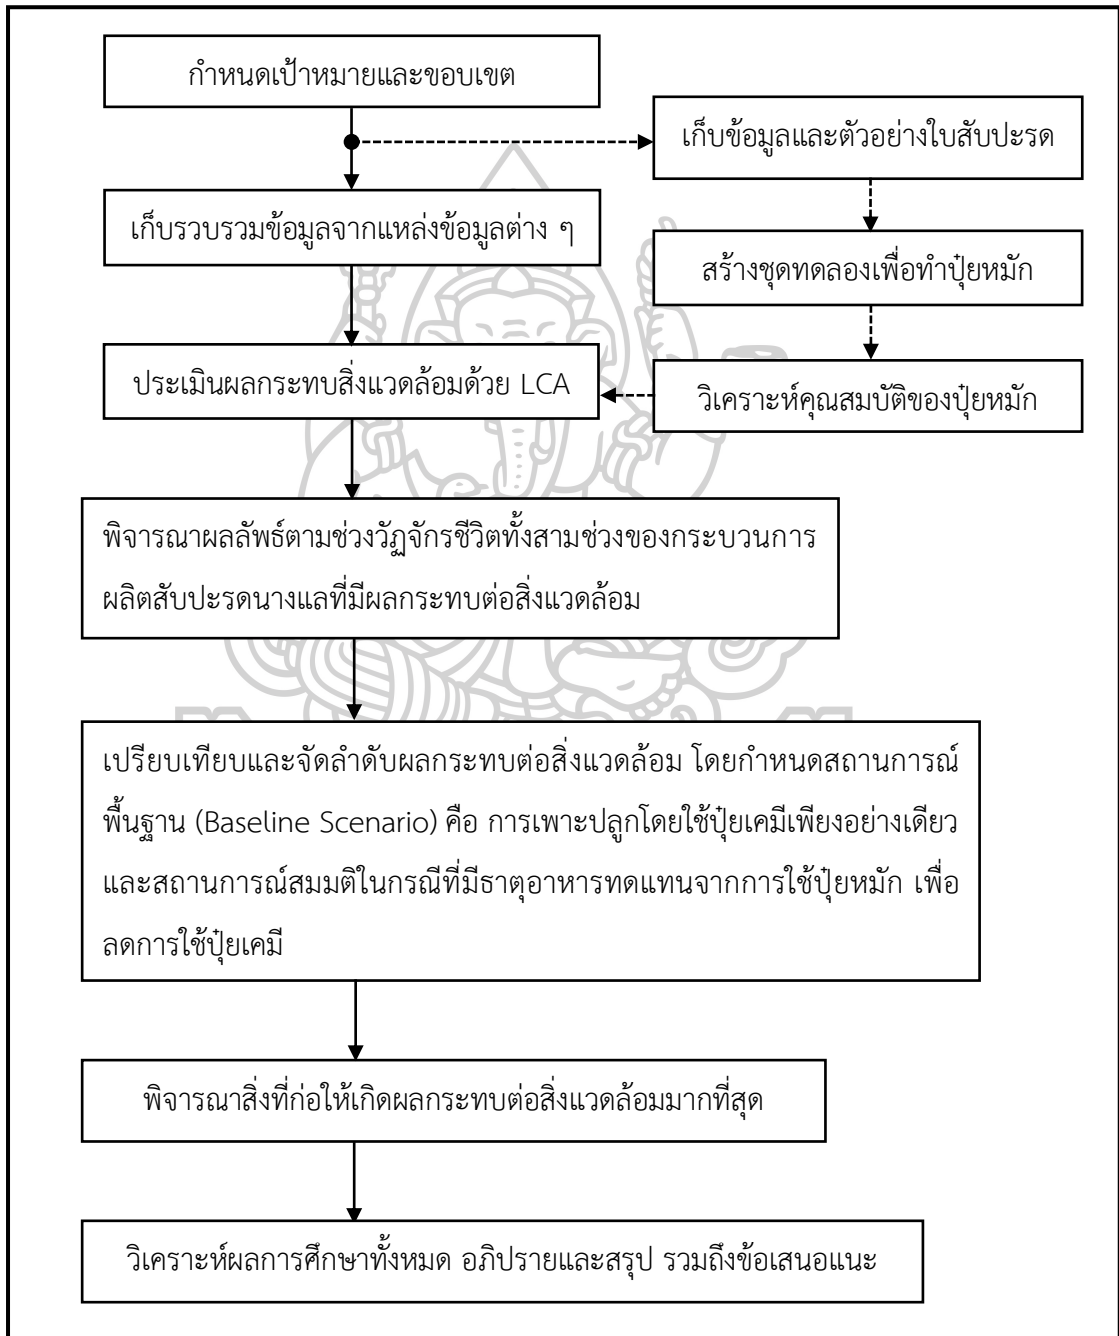 กำหนดเป้าหมายและขอบเขต
เก็บข้อมูลและตัวอย่างใบสับปะรด
เก็บรวบรวมข้อมูลจากแหล่งข้อมูลต่าง ๆ
สร้างชุดทดลองเพื่อทำปุ๋ยหมัก
ประเมินผลกระทบสิ่งแวดล้อมด้วย LCA
วิเคราะห์คุณสมบัติของปุ๋ยหมัก
พิจารณาผลลัพธ์ตามช่วงวัฏจักรชีวิตทั้งสามช่วงของกระบวนการ
ผลิตสับปะรดนางแลที่มีผลกระทบต่อสิ่งแวดล้อม
เปรียบเทียบและจัดลำดับผลกระทบต่อสิ่งแวดล้อม โดยกำหนดสถานการณ์
พื้นฐาน (Baseline Scenario) คือ การเพาะปลูกโดยใช้ปุ๋ยเคมีเพียงอย่างเดียว
และสถานการณ์สมมติในกรณีที่มีธาตุอาหารทดแทนจากการใช้ปุ๋ยหมัก เพื่อ
ลดการใช้ปุ๋ยเคมี
พิจารณาสิ่งที่ก่อให้เกิดผลกระทบต่อสิ่งแวดล้อมมากที่สุด
วิเคราะห์ผลการศึกษาทั้งหมด อภิปรายและสรุป รวมถึงข้อเสนอแนะ